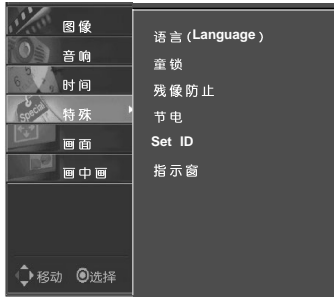 图像
音响
时间
特殊
画面
画中画
移动 选择
语言(Language)
童锁
残像防止
节电
Set ID
指示窗